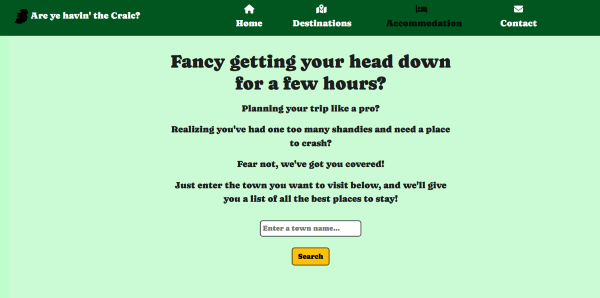 Are ye havin' the Craic?
Home
Destinations
Accommodation
Contact
Fancy getting your head down
for a few hours?
Planning your trip like a pro?
Realizing you've had one too many shandies and need a place
to crash?
Fear not, we've got you covered!
Just enter the town you want to visit below, and we'll give
you a list of all the best places to stay!
Enter a town name...
Search